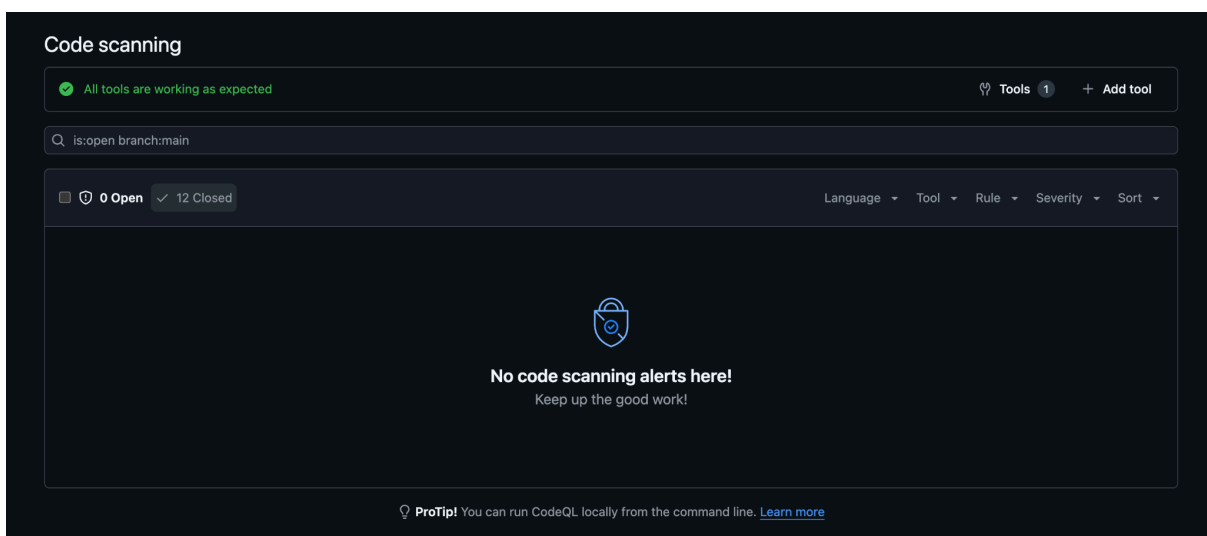 Code scanning
All tools are working as expected Tools 1 Add tool
is:open branch:main
0 Open 12 Closed Language Tool Rule Severity Sort
No code scanning alerts here!
Keep up the good work!
ProTip! You can run CodeQL locally from the command line. Learn more